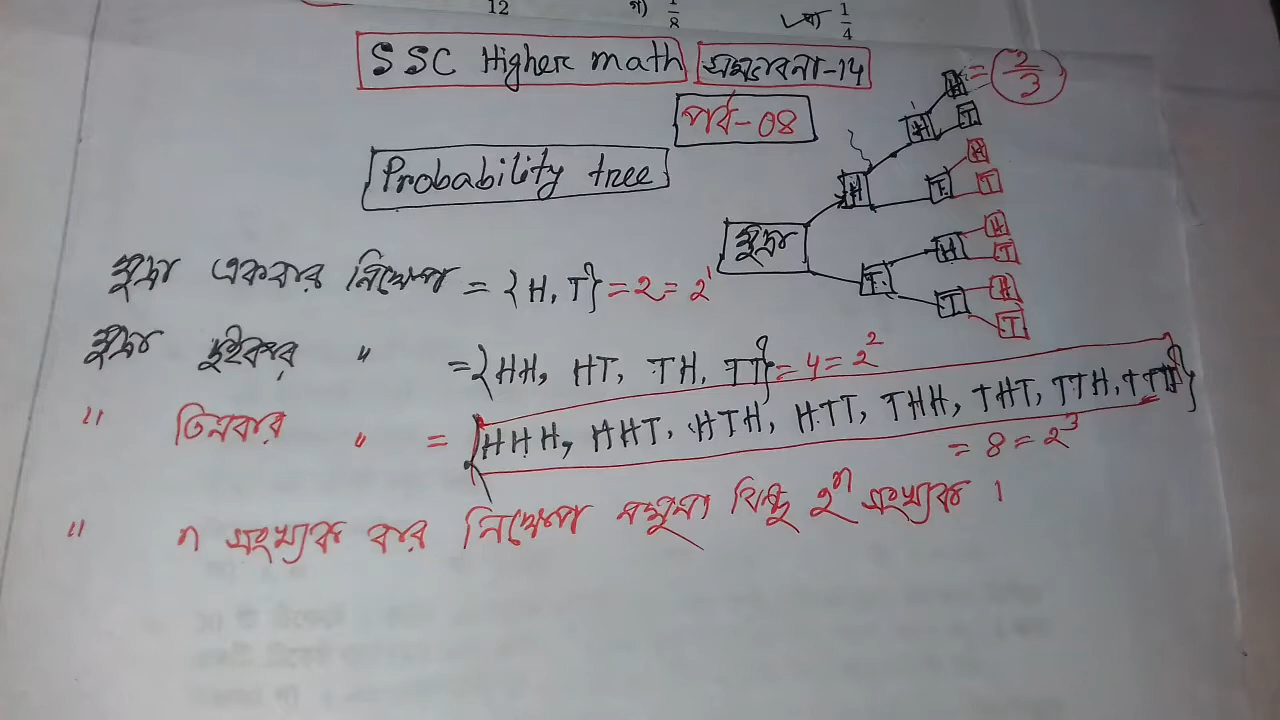 12 গ) 1/8 ঘ) 1/4
SSC Higher math সম্ভাবনা-14
পর্ব-08
Probability tree
মুদ্রা
H T
H T H T
H T H T H T H T
= 2/3
মুদ্রা একবার নিক্ষেপ = {H, T} = 2 = 2¹
মুদ্রা দুইবার " = {HH, HT, TH, TT} = 4 = 2²
" তিনবার " = {HHH, HHT, HTH, HTT, THH, THT, TTH, TTT}
= 8 = 2³
" n সংখ্যক বার নিক্ষেপে নমুনা বিন্দু 2ⁿ সংখ্যক ।